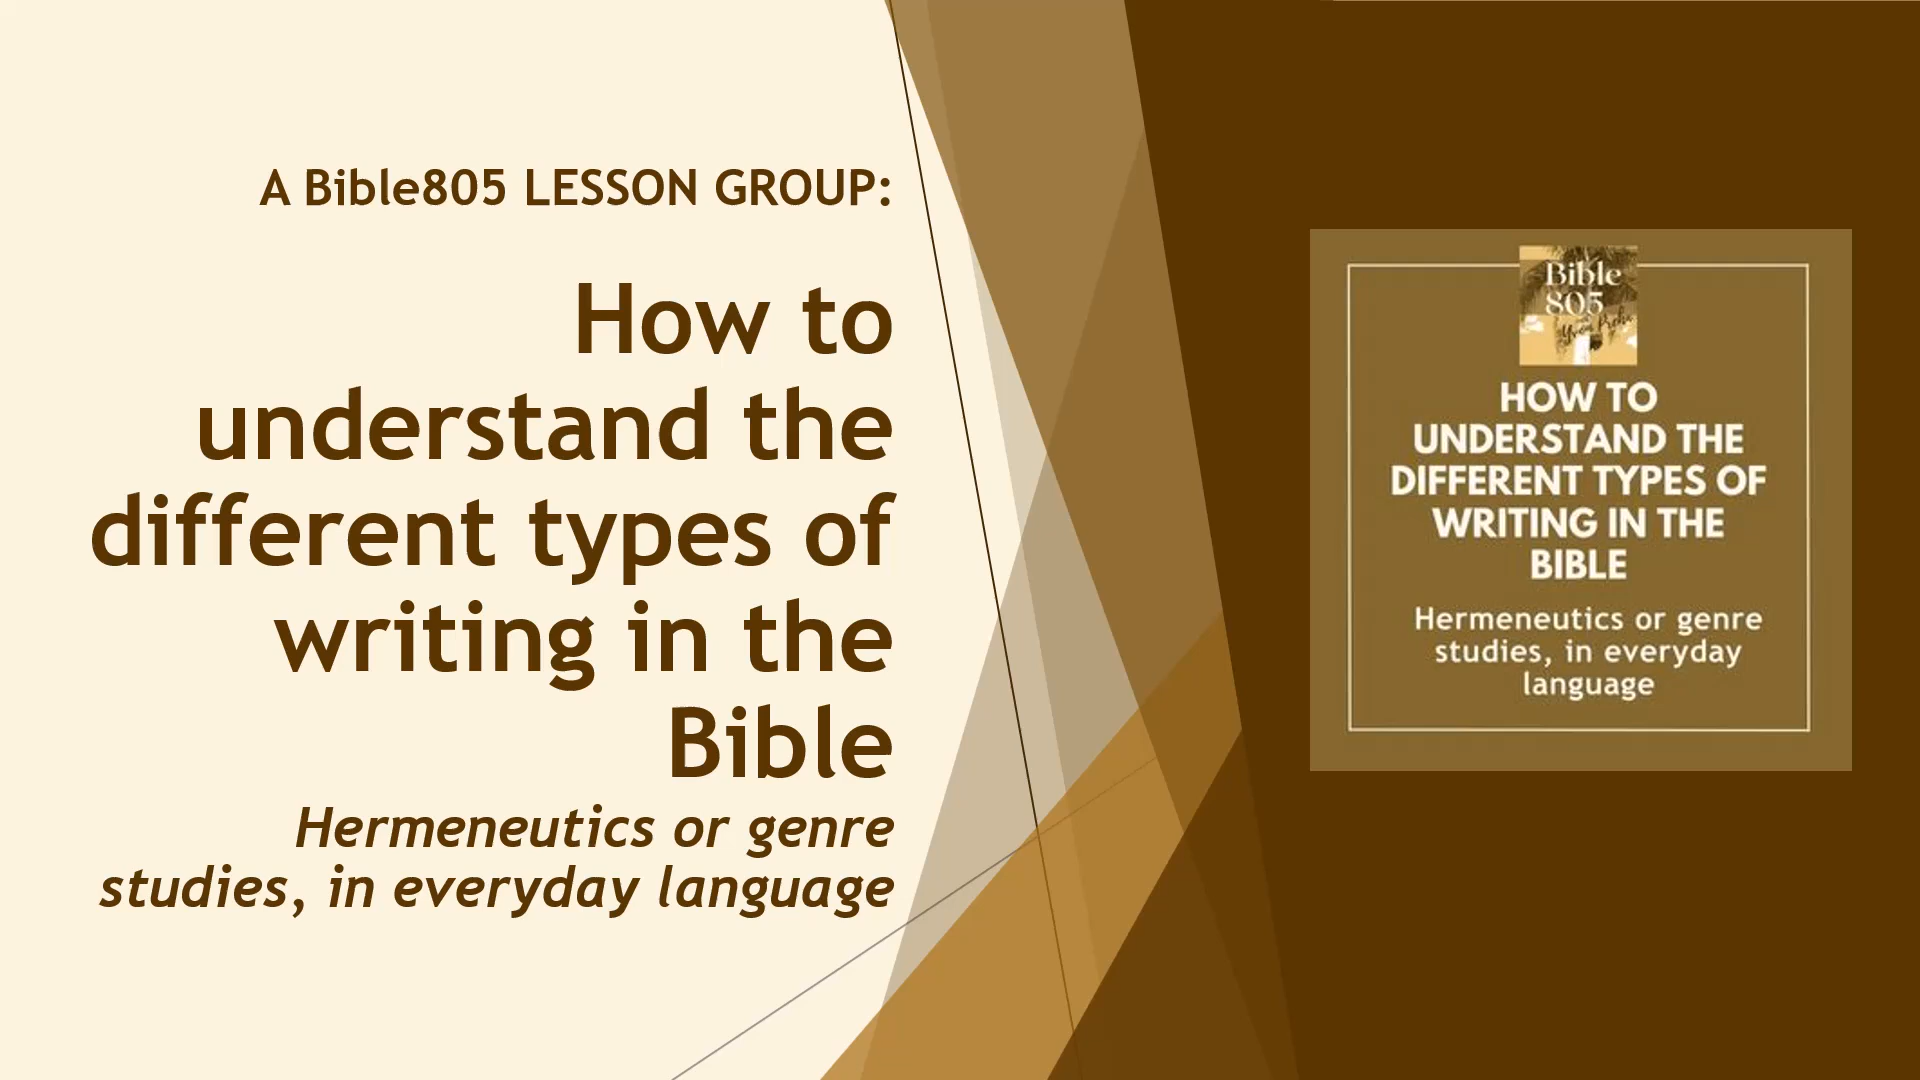 A Bible805 LESSON GROUP:
How to
understand the
different types of
writing in the
Bible
Hermeneutics or genre
studies, in everyday language
Bible
805
HOW TO
UNDERSTAND THE
DIFFERENT TYPES OF
WRITING IN THE
BIBLE
Hermeneutics or genre
studies, in everyday
language